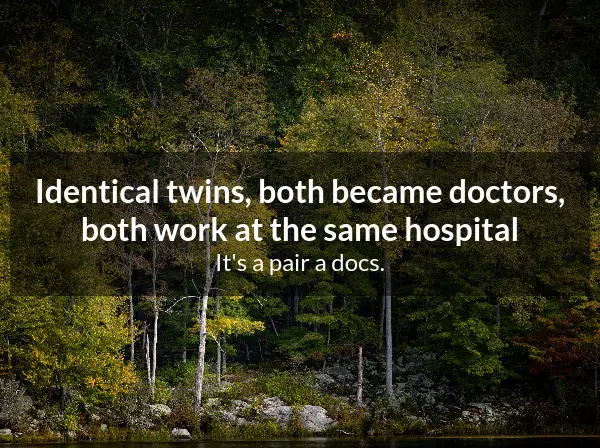 Identical twins, both became doctors,
both work at the same hospital
It's a pair a docs.